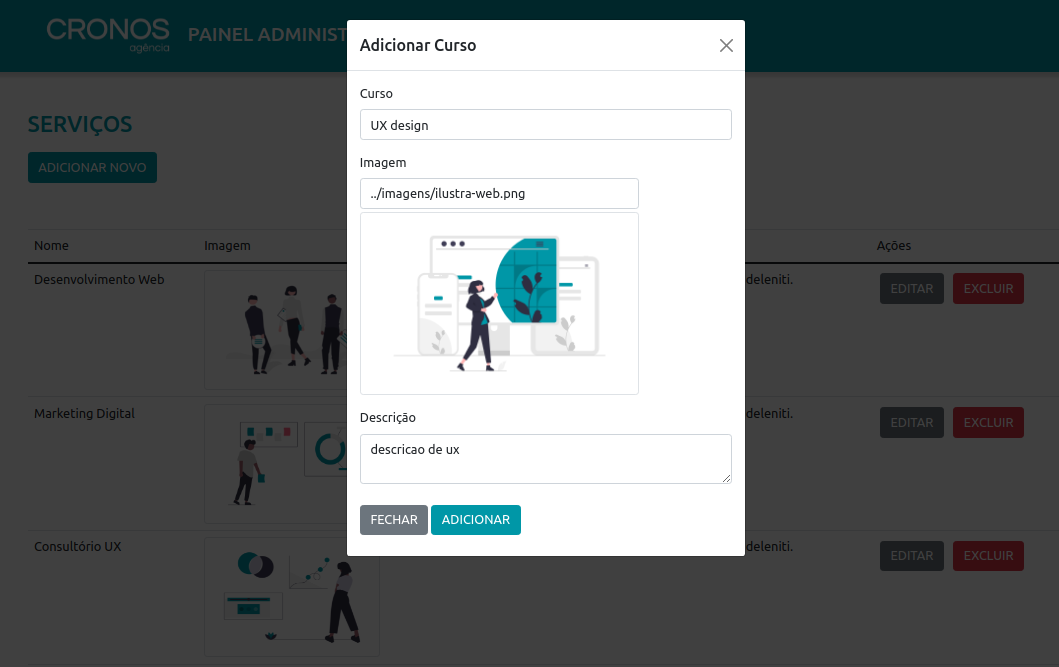 CRONOS
agência
PAINEL ADMINIST
Adicionar Curso
Curso
UX design
SERVIÇOS
ADICIONAR NOVO
Imagem
../imagens/ilustra-web.png
Nome Imagem Ações
Desenvolvimento Web deleniti. EDITAR EXCLUIR
Marketing Digital deleniti. EDITAR EXCLUIR
Descrição
descricao de ux
FECHAR ADICIONAR
Consultório UX deleniti. EDITAR EXCLUIR